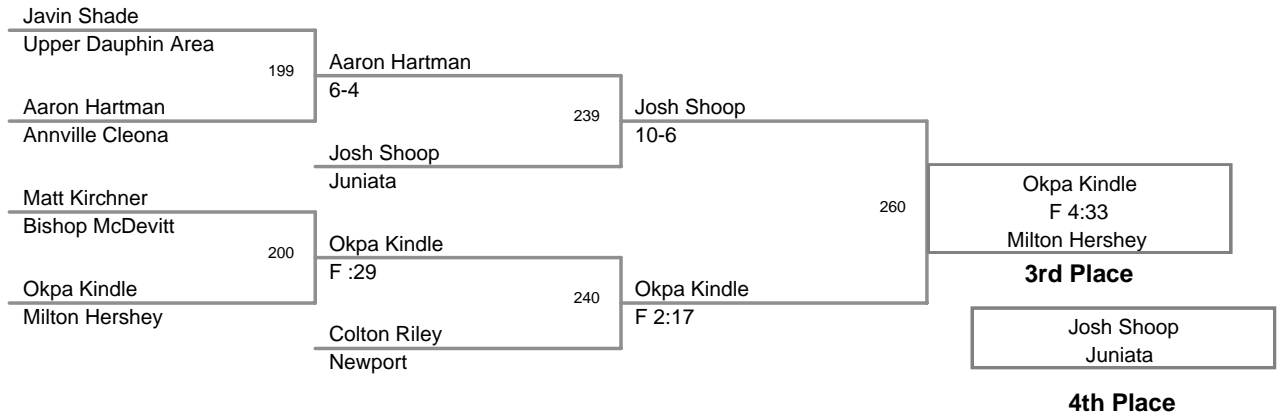 Javin Shade
Upper Dauphin Area
199
Aaron Hartman
Annville Cleona
Aaron Hartman
6-4
239
Josh Shoop
Juniata
Josh Shoop
10-6
Matt Kirchner
Bishop McDevitt
200
Okpa Kindle
Milton Hershey
Okpa Kindle
F :29
240
Colton Riley
Newport
Okpa Kindle
F 2:17
260
Okpa Kindle
F 4:33
Milton Hershey
3rd Place
Josh Shoop
Juniata
4th Place